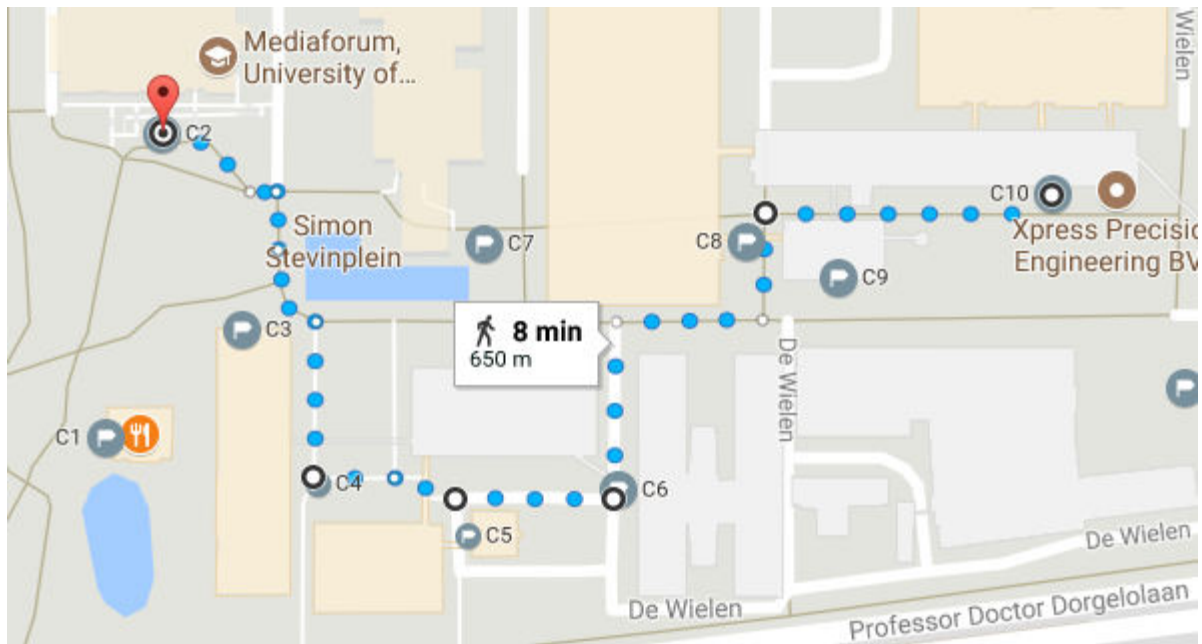 Mediaforum,
University of...
Wielen
C2
C10
Simon
Stevinplein
C7
C8
Xpress Precisio
Engineering BV
C9
C3
8 min
650 m
De Wielen
C1
C4
C6
C5
De Wielen
De Wielen
Professor Doctor Dorgelolaan